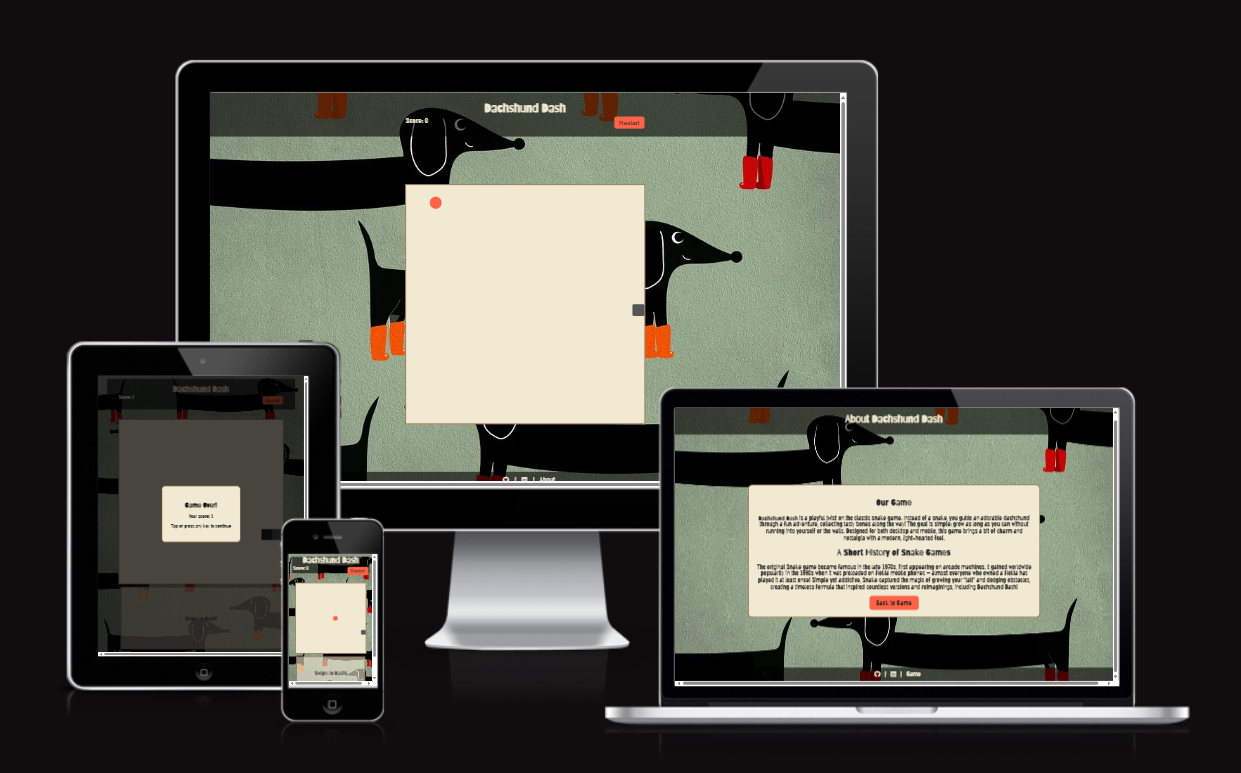 Dachshund Dash
Score: 0
Restart
| | About
Dachshund Dash
Score: 1
Restart
Game Over!
Your score: 1
Tap or press any key to continue
Dachshund Dash
Score: 0
Restart
About Dachshund Dash
Our Game
Dachshund Dash is a playful twist on the classic snake game. Instead of a snake, you guide an adorable dachshund
through a fun adventure, collecting tasty bones along the way! The goal is simple: grow as long as you can without
running into yourself or the walls. Designed for both desktop and mobile, this game brings a bit of charm and
nostalgia with a modern, light-hearted feel.
A Short History of Snake Games
The original Snake game became famous in the late 1970s, first appearing on arcade machines. It gained worldwide
popularity in the 1990s when it was preloaded on Nokia mobile phones — almost everyone who owned a Nokia has
played it at least once! Simple yet addictive, Snake captured the magic of growing your "tail" and dodging obstacles,
creating a timeless formula that inspired countless versions and reimaginings, including Dachshund Dash!
Back to Game
| | Game